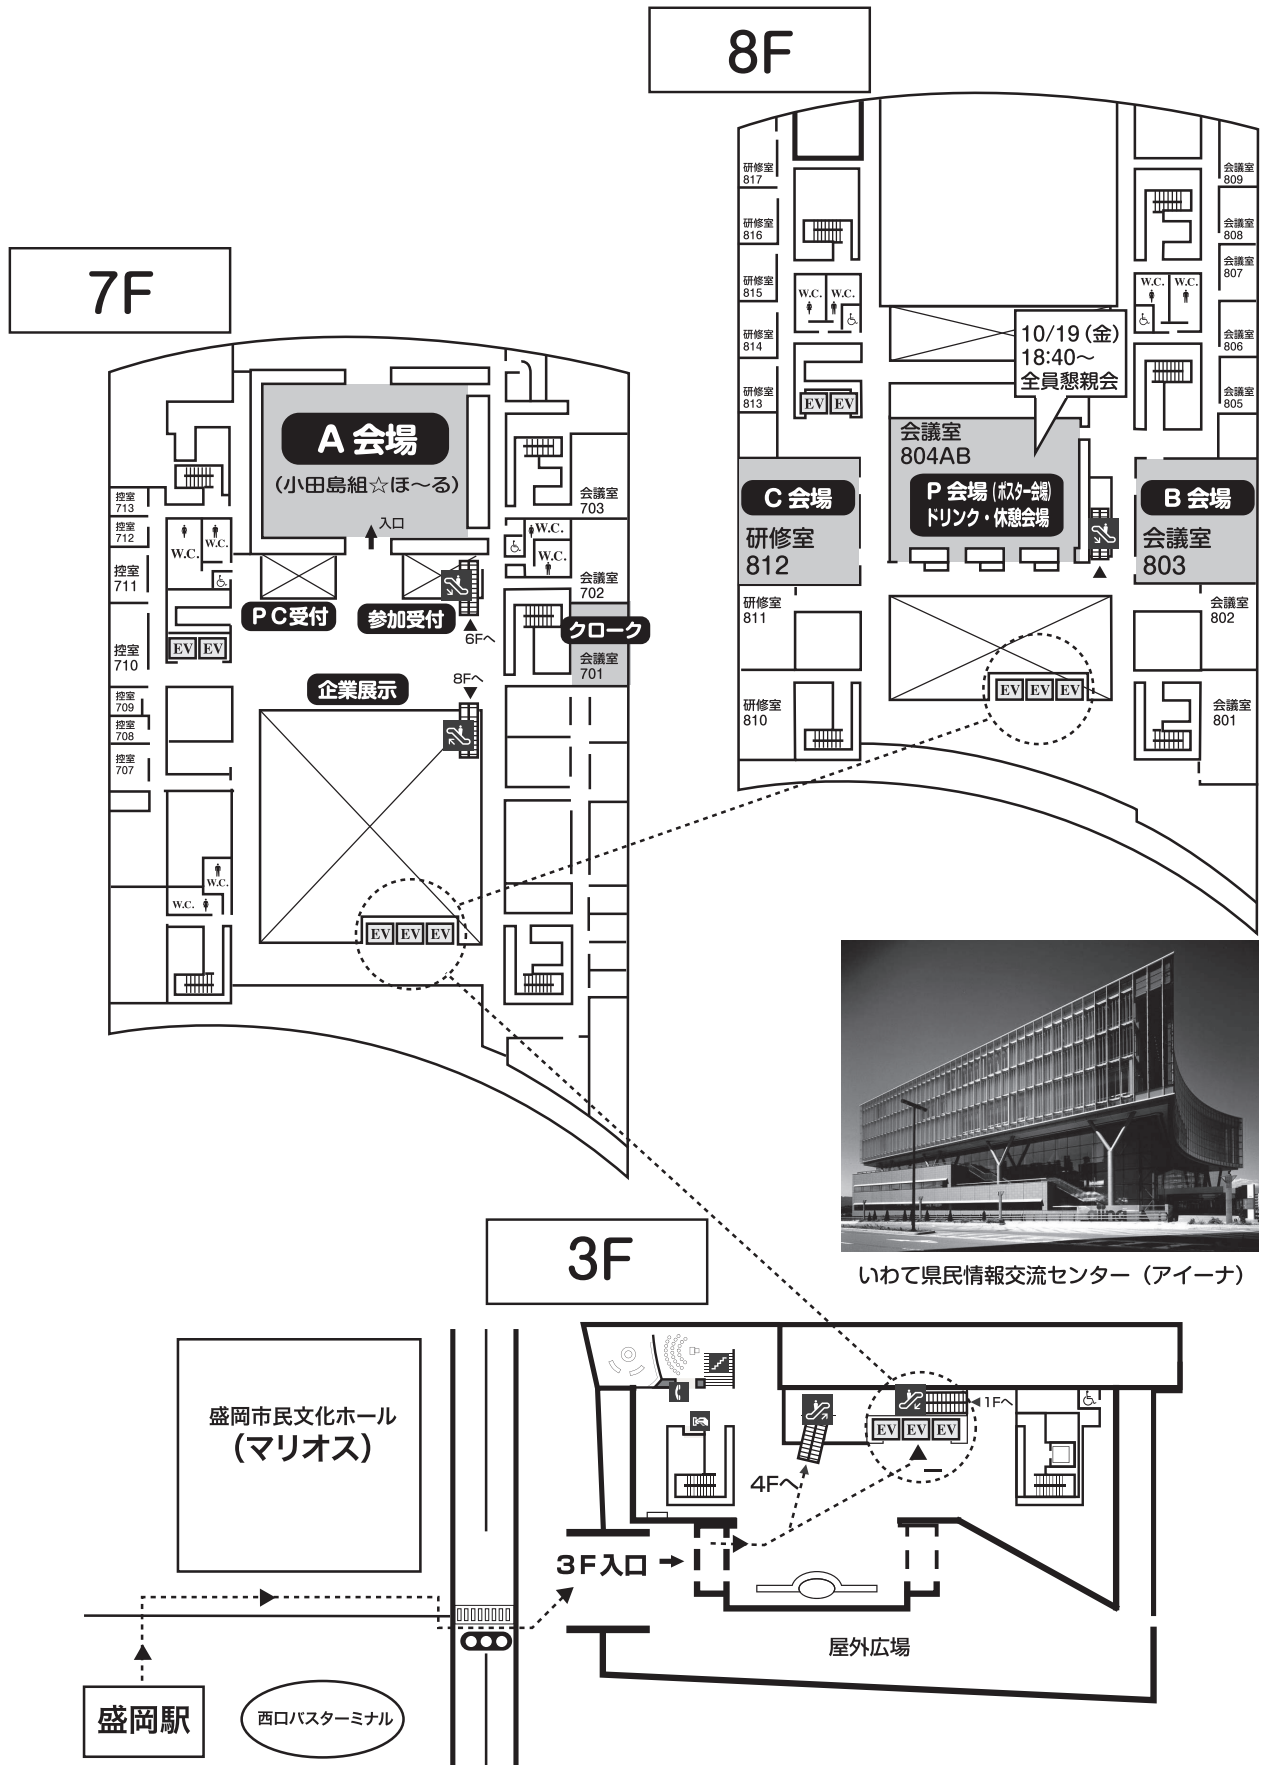 8F
研修室
817
研修室
816
研修室
815
研修室
814
研修室
813
W.C.
W.C.
EV
EV
会議室
809
会議室
808
会議室
807
会議室
806
会議室
805
W.C.
W.C.
10/19(金)
18:40~
全員懇親会
会議室
804AB
P 会場(ポスター会場)
ドリンク・休憩会場
C 会場
研修室
812
B 会場
会議室
803
研修室
811
研修室
810
会議室
802
会議室
801
EV
EV
EV
7F
A 会場
(小田島組☆ほ~る)
入口
控室
713
控室
712
控室
711
控室
710
控室
709
控室
708
控室
707
W.C.
W.C.
EV
EV
PC受付
参加受付
6Fへ
企業展示
8Fへ
会議室
703
W.C.
W.C.
会議室
702
クローク
会議室
701
W.C.
W.C.
EV
EV
EV
いわて県民情報交流センター(アイーナ)
3F
盛岡市民文化ホール
(マリオス)
1Fへ
EV
EV
EV
4Fへ
3F入口
屋外広場
盛岡駅
西口バスターミナル